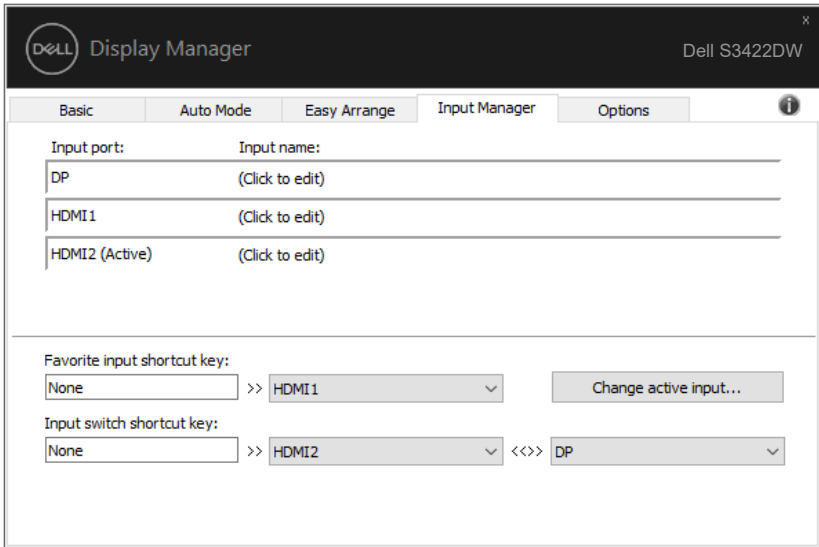 x
DELL Display Manager
Dell S3422DW
Basic Auto Mode Easy Arrange Input Manager Options i
Input port: Input name:
DP (Click to edit)
HDMI1 (Click to edit)
HDMI2 (Active) (Click to edit)
Favorite input shortcut key:
None >> HDMI1 Change active input...
Input switch shortcut key:
None >> HDMI2 <<>> DP